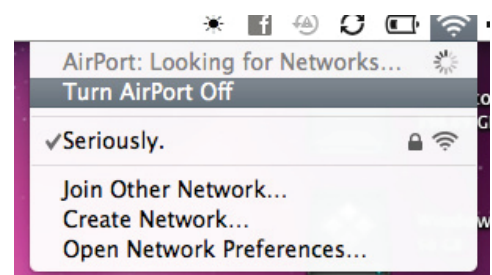 AirPort: Looking for Networks...
Turn AirPort Off
✓Seriously.
Join Other Network...
Create Network...
Open Network Preferences...